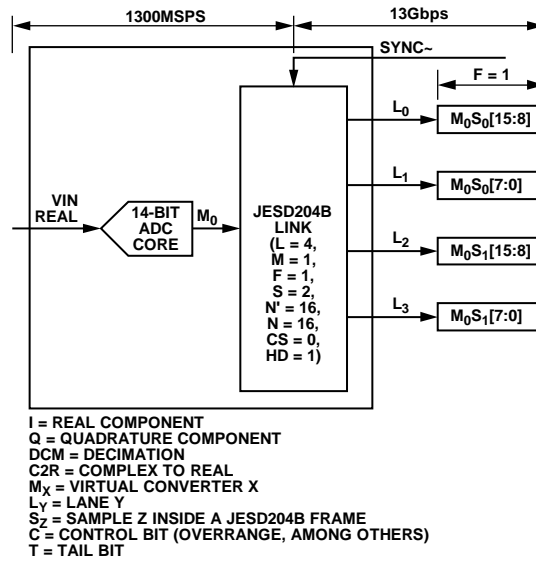 1300MSPS
13Gbps
SYNC~
F = 1
L0
M0S0[15:8]
L1
M0S0[7:0]
VIN
REAL
14-BIT
ADC
CORE
M0
JESD204B
LINK
(L = 4,
M = 1,
F = 1,
S = 2,
N' = 16,
N = 16,
CS = 0,
HD = 1)
L2
M0S1[15:8]
L3
M0S1[7:0]
I = REAL COMPONENT
Q = QUADRATURE COMPONENT
DCM = DECIMATION
C2R = COMPLEX TO REAL
MX = VIRTUAL CONVERTER X
LY = LANE Y
SZ = SAMPLE Z INSIDE A JESD204B FRAME
C = CONTROL BIT (OVERRANGE, AMONG OTHERS)
T = TAIL BIT